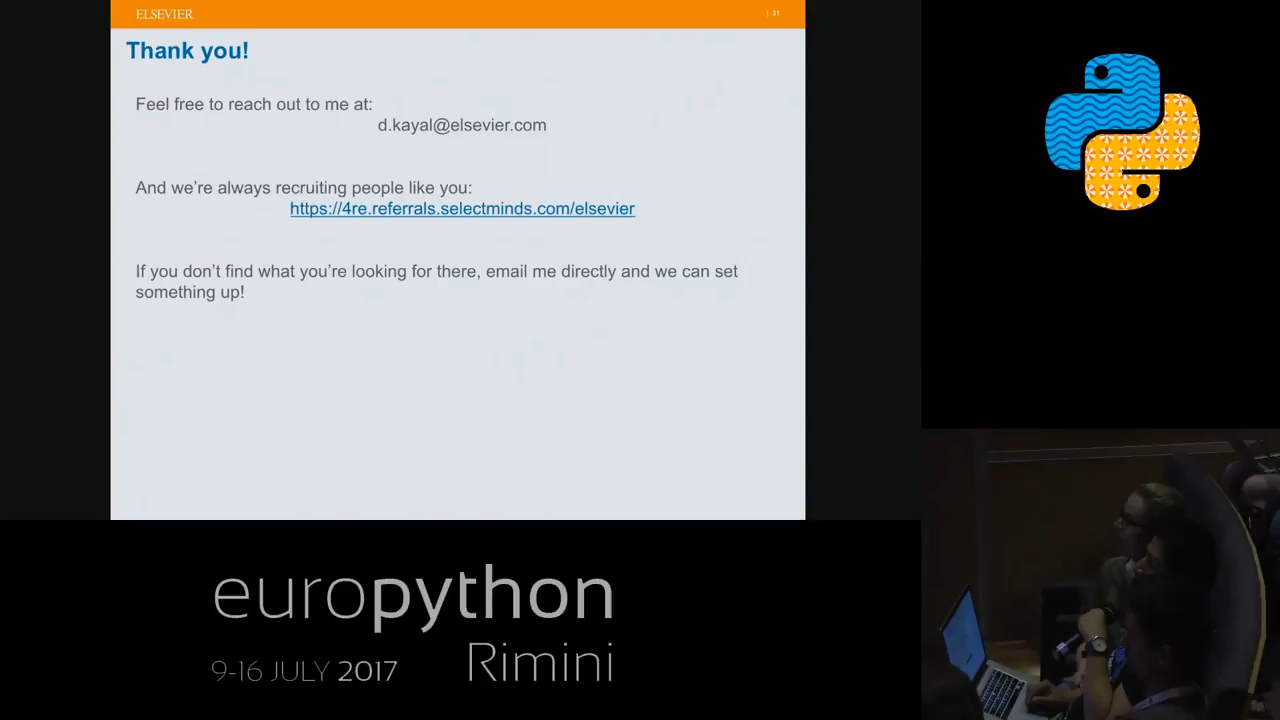 ELSEVIER
| 31
Thank you!
Feel free to reach out to me at:
d.kayal@elsevier.com
And we're always recruiting people like you:
https://4re.referrals.selectminds.com/elsevier
If you don't find what you're looking for there, email me directly and we can set
something up!
europython
9-16 JULY 2017
Rimini